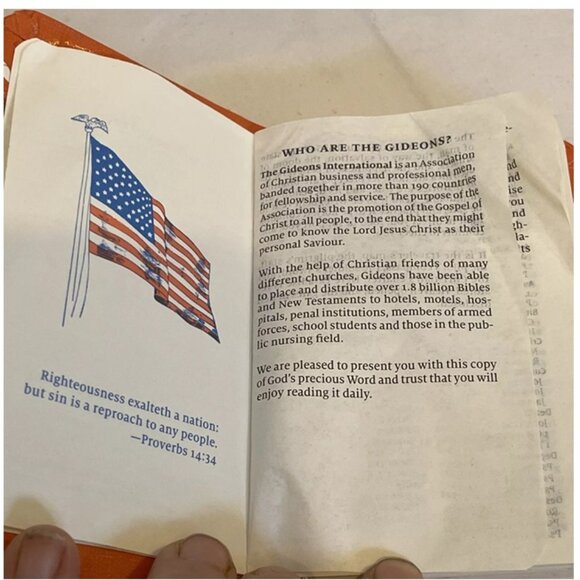 Righteousness exalteth a nation:
but sin is a reproach to any people.
—Proverbs 14:34
WHO ARE THE GIDEONS?
The Gideons International is an Association
of Christian business and professional men,
banded together in more than 190 countries
for fellowship and service. The purpose of the
Association is the promotion of the Gospel of
Christ to all people, to the end that they might
come to know the Lord Jesus Christ as their
personal Saviour.
With the help of Christian friends of many
different churches, Gideons have been able
to place and distribute over 1.8 billion Bibles
and New Testaments to hotels, motels, hos-
pitals, penal institutions, members of armed
forces, school students and those in the pub-
lic nursing field.
We are pleased to present you with this copy
of God's precious Word and trust that you will
enjoy reading it daily.